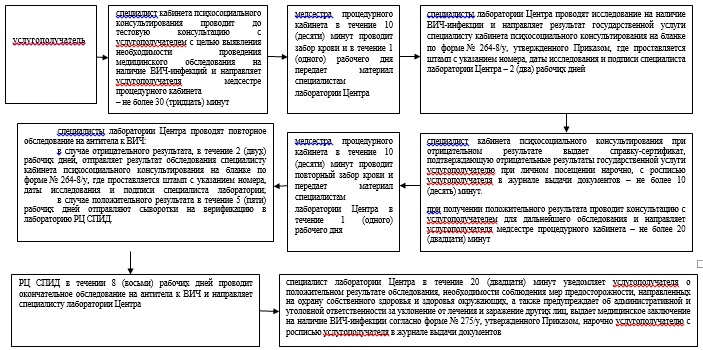 услугополучатель
специалист кабинета психосоциального
консультирования проводит до
тестовую консультацию с
услугополучателем с целью выявления
необходимости проведения
медицинского обследования на
наличие ВИЧ-инфекций и направляет
услугополучателя медсестре
процедурного кабинета
– не более 30 (тридцать) минут
медсестра процедурного
кабинета в течение 10
(десяти) минут проводит
забор крови и в течение 1
(одного) рабочего дня
передает материал
специалистам
лаборатории Центра
специалисты лаборатории Центра проводят исследование на наличие
ВИЧ-инфекции и направляет результат государственной услуги
специалисту кабинета психосоциального консультирования на бланке
по форме № 264-8/у, утвержденного Приказом, где проставляется
штамп с указанием номера, даты исследования и подписи специалиста
лаборатории Центра – 2 (два) рабочих дней
специалисты лаборатории Центра проводят повторное
обследование на антитела к ВИЧ:
в случае отрицательного результата, в течение 2 (двух)
рабочих дней, отправляет результат обследования специалисту
кабинета психосоциального консультирования на бланке по
форме № 264-8/у, где проставляется штамп с указанием номера,
даты исследования и подписи специалиста лаборатории;
в случае положительного результата в течение 5 (пяти)
рабочих дней отправляют сыворотки на верификацию в
лабораторию РЦ СПИД.
медсестра процедурного
кабинета в течение 10
(десяти) минут проводит
повторный забор крови и
передает материал
специалистам
лаборатории Центра в
течение 1 (одного)
рабочего дня
специалист кабинета психосоциального консультирования при
отрицательном результате выдает справку-сертификат,
подтверждающую отрицательные результаты государственной услуги
услугополучателю при личном посещении нарочно, с росписью
услугополучателя в журнале выдачи документов – не более 10
(десять) минут.
при получении положительного результата проводит консультацию с
услугополучателем для дальнейшего обследования и направляет
услугополучателя медсестре процедурного кабинета – не более 20
(двадцати) минут
РЦ СПИД в течении 8 (восьми) рабочих дней проводит
окончательное обследование на антитела к ВИЧ и направляет
специалисту лаборатории Центра
специалист лаборатории Центра в течение 20 (двадцати) минут уведомляет услугополучателя о
положительном результате обследования, необходимости соблюдения мер предосторожности, направленных
на охрану собственного здоровья и здоровья окружающих, а также предупреждает об административной и
уголовной ответственности за уклонение от лечения и заражение других лиц, выдает медицинское заключение
на наличие ВИЧ-инфекции согласно форме № 275/у, утвержденного Приказом, нарочно услугополучателю с
росписью услугополучателя в журнале выдачи документов